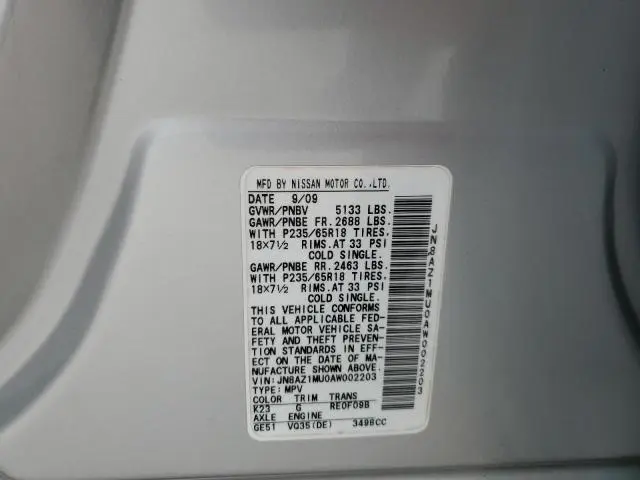 MFD BY NISSAN MOTOR CO.,LTD.
DATE 9/09
GVWR/PNBV 5133 LBS.
GAWR/PNBE FR. 2688 LBS.
WITH P235/65R18 TIRES.
18X7½ RIMS. AT 33 PSI
COLD SINGLE.
GAWR/PNBE RR. 2463 LBS.
WITH P235/65R18 TIRES.
18X7½ RIMS. AT 33 PSI
COLD SINGLE.
THIS VEHICLE CONFORMS
TO ALL APPLICABLE FED-
ERAL MOTOR VEHICLE SA-
FETY AND THEFT PREVEN-
TION STANDARDS IN EFF-
ECT ON THE DATE OF MA-
NUFACTURE SHOWN ABOVE.
VIN:JN8AZ1MU0AW002203
TYPE:MPV
COLOR TRIM TRANS
K23 G RE0F09B
AXLE ENGINE
GE51 VQ35(DE) 3498CC
JN8AZ1MU0AW002203